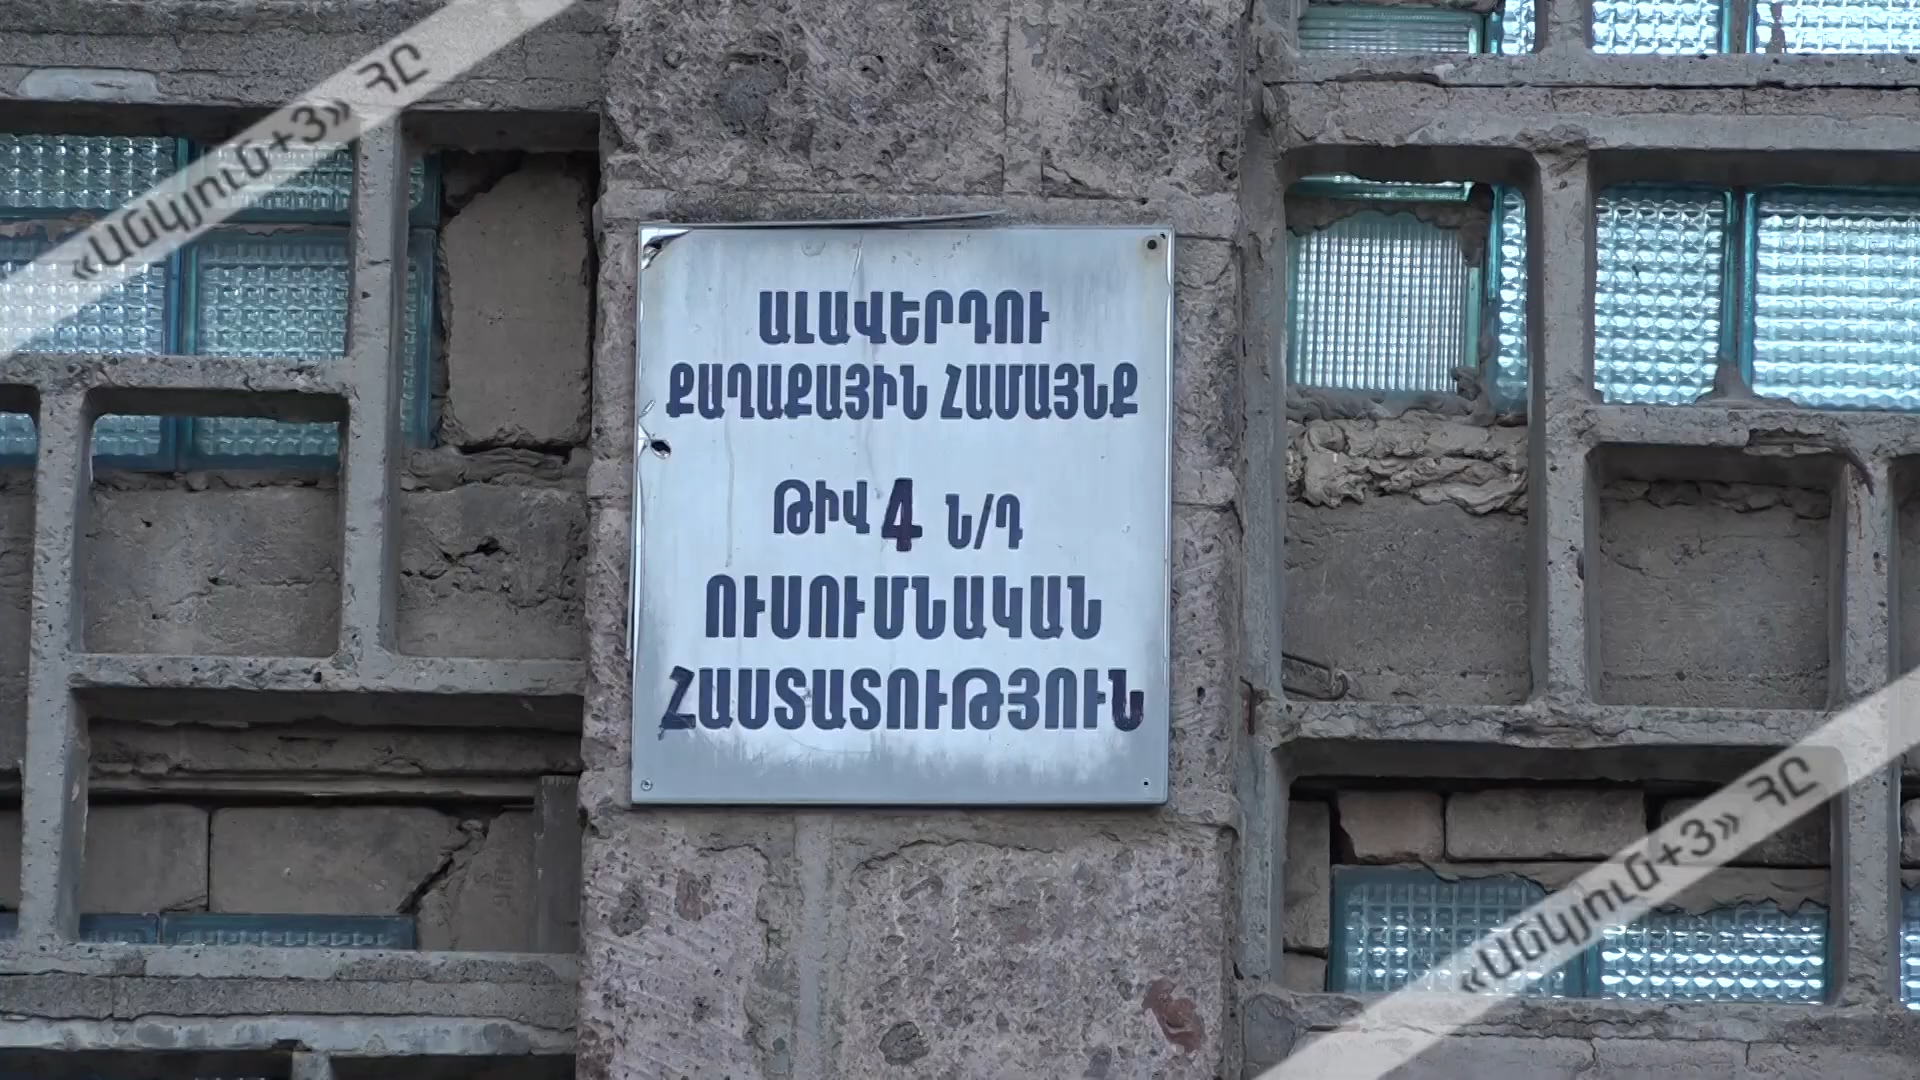 «Անկյուն+3» ՀԸ
ԱԼԱՎԵՐԴՈՒ
ՔԱՂԱՔԱՅԻՆ ՀԱՄԱՅՆՔ
ԹԻՎ 4 Ն/Դ
ՈՒՍՈՒՄՆԱԿԱՆ
ՀԱՍՏԱՏՈՒԹՅՈՒՆ
«Անկյուն+3» ՀԸ